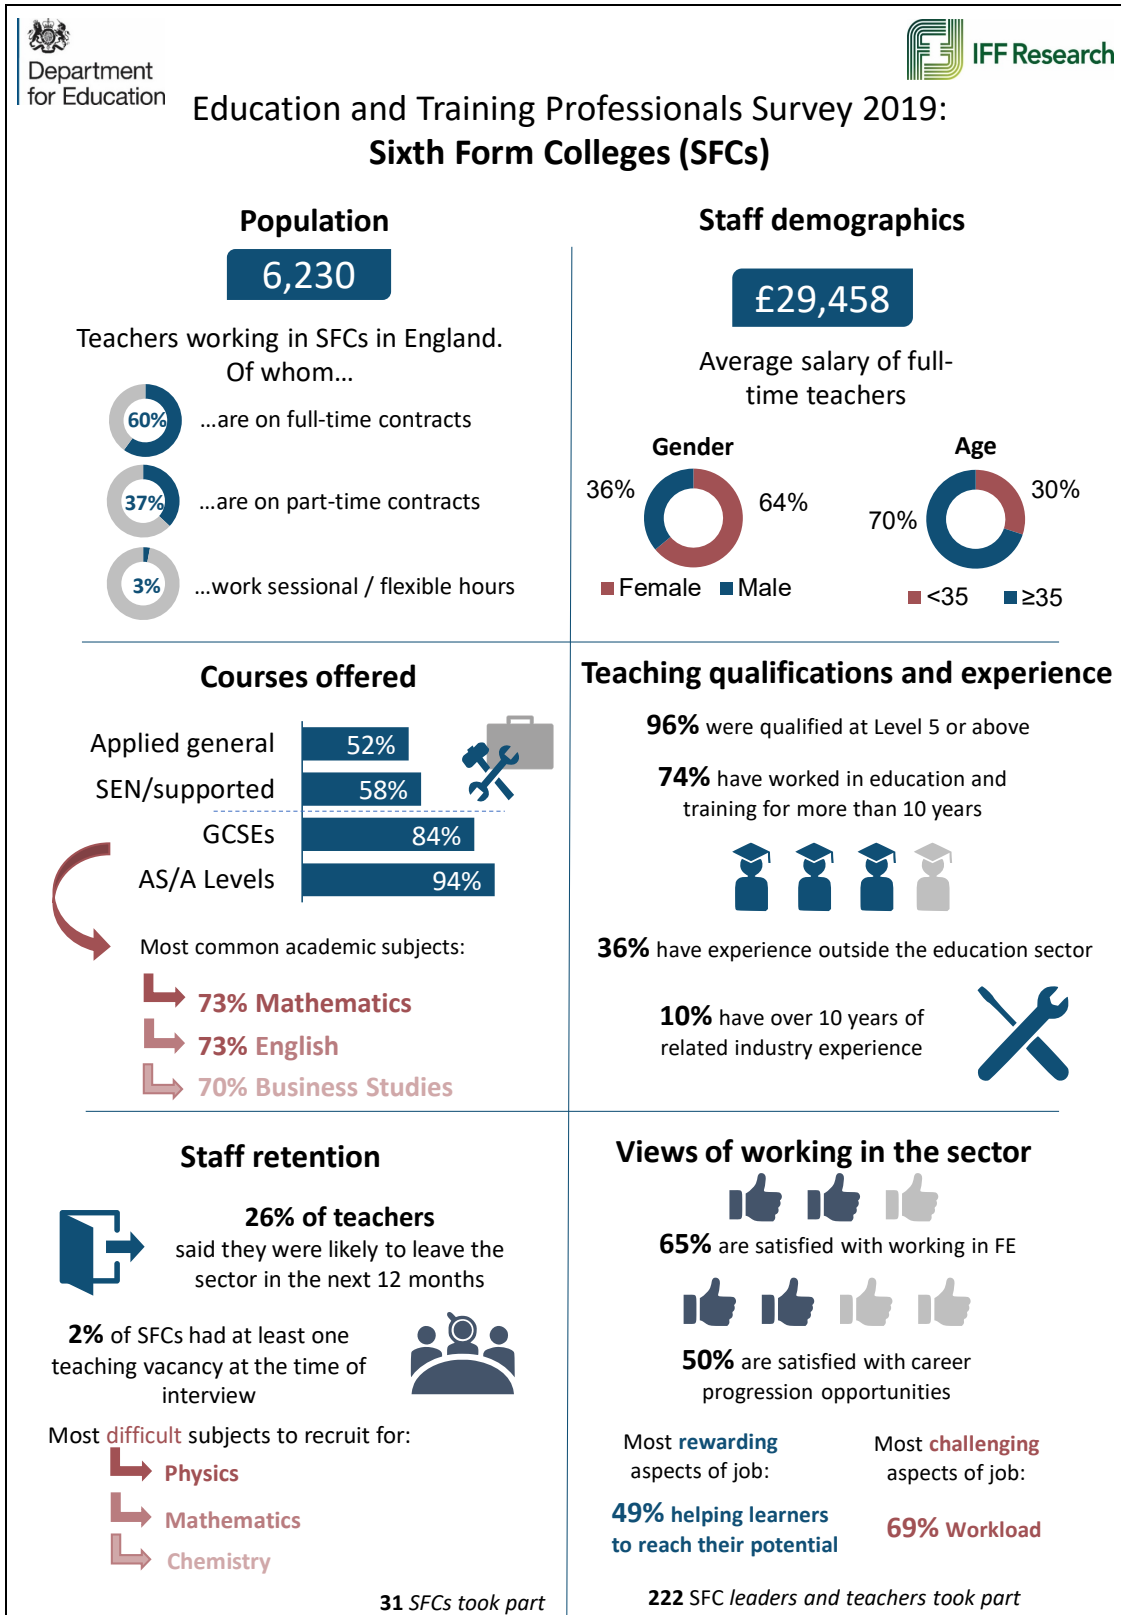 Department
for Education
IFF Research
Education and Training Professionals Survey 2019:
Sixth Form Colleges (SFCs)
Population
6,230
Teachers working in SFCs in England.
Of whom...
60%
...are on full-time contracts
37%
...are on part-time contracts
3%
...work sessional / flexible hours
Staff demographics
£29,458
Average salary of full-
time teachers
Gender
36%
64%
Female
Male
Age
30%
70%
<35
≥35
Courses offered
Applied general
52%
SEN/supported
58%
GCSEs
84%
AS/A Levels
94%
Most common academic subjects:
73% Mathematics
73% English
70% Business Studies
Teaching qualifications and experience
96% were qualified at Level 5 or above
74% have worked in education and
training for more than 10 years
36% have experience outside the education sector
10% have over 10 years of
related industry experience
Staff retention
26% of teachers
said they were likely to leave the
sector in the next 12 months
2% of SFCs had at least one
teaching vacancy at the time of
interview
Most difficult subjects to recruit for:
Physics
Mathematics
Chemistry
31 SFCs took part
Views of working in the sector
65% are satisfied with working in FE
50% are satisfied with career
progression opportunities
Most rewarding
aspects of job:
49% helping learners
to reach their potential
Most challenging
aspects of job:
69% Workload
222 SFC leaders and teachers took part